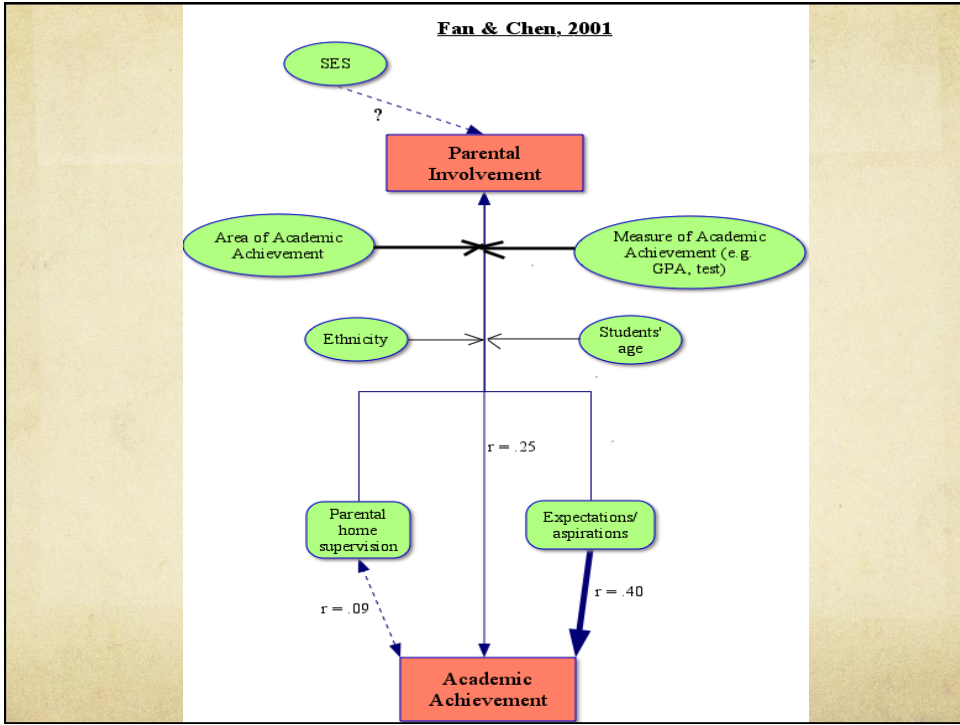 Fan & Chen, 2001
SES
?
Parental
Involvement
Area of Academic
Achievement
Measure of Academic
Achievement (e.g.
GPA, test)
Ethnicity
Students'
age
r = .25
Parental
home
supervision
Expectations/
aspirations
r = .09
r = .40
Academic
Achievement